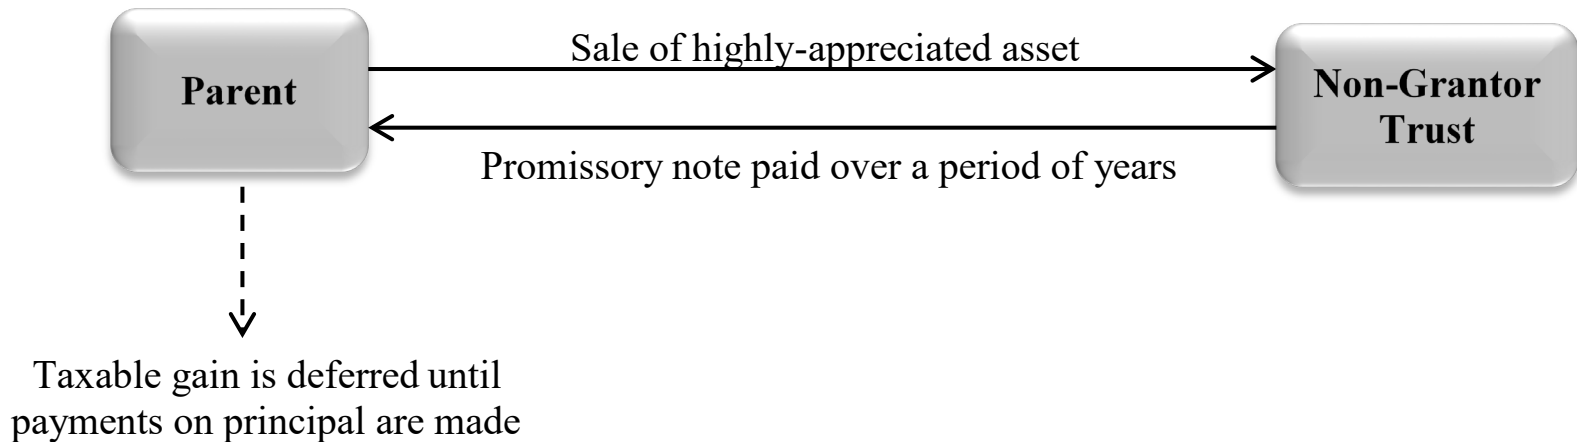 Parent
Sale of highly-appreciated asset
Promissory note paid over a period of years
Non-Grantor
Trust
Taxable gain is deferred until
payments on principal are made